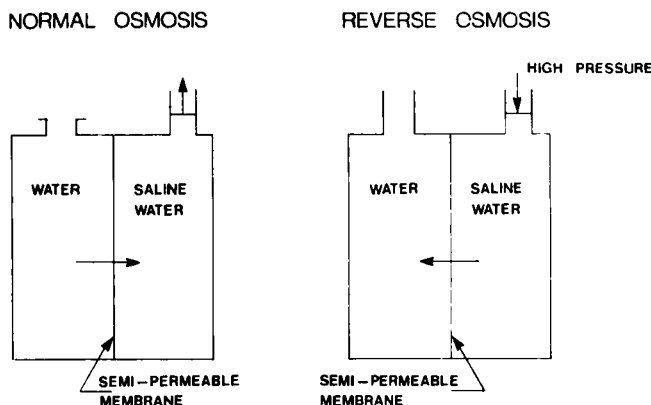 NORMAL OSMOSIS
REVERSE OSMOSIS
HIGH PRESSURE
WATER
SALINE
WATER
WATER
SALINE
WATER
SEMI-PERMEABLE
MEMBRANE
SEMI-PERMEABLE
MEMBRANE